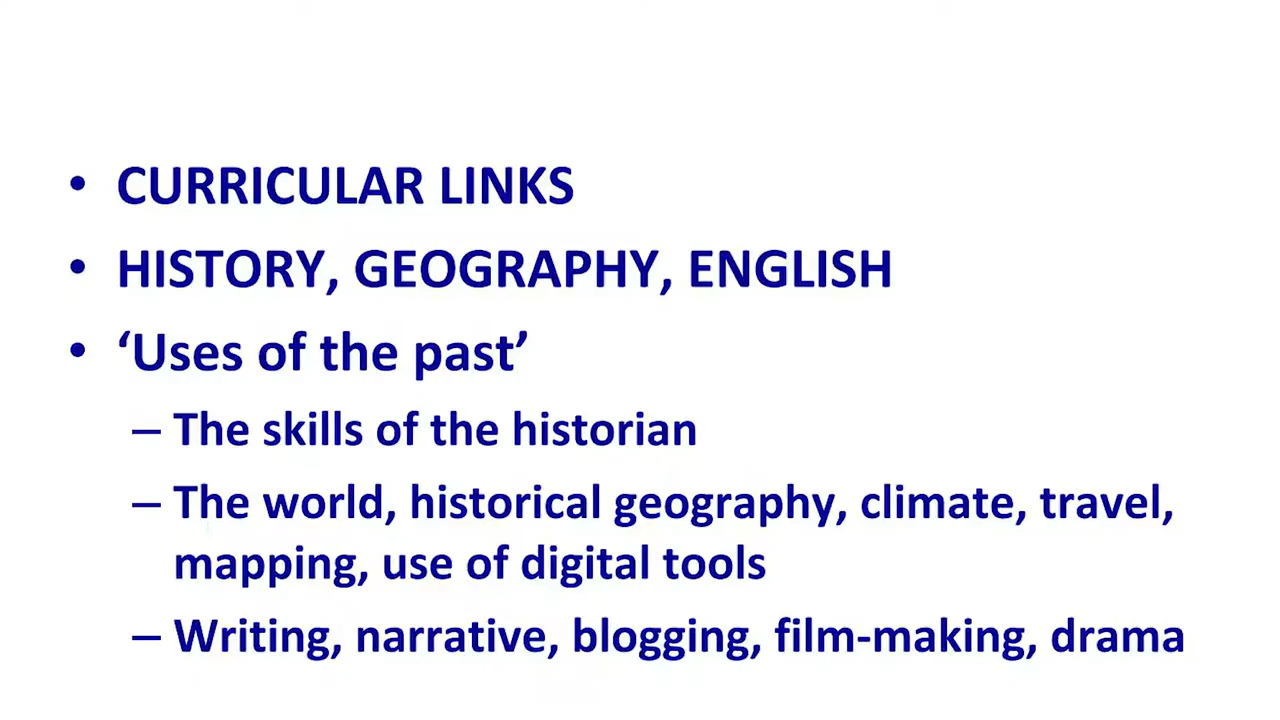 • CURRICULAR LINKS
• HISTORY, GEOGRAPHY, ENGLISH
• ‘Uses of the past’
– The skills of the historian
– The world, historical geography, climate, travel,
mapping, use of digital tools
– Writing, narrative, blogging, film-making, drama